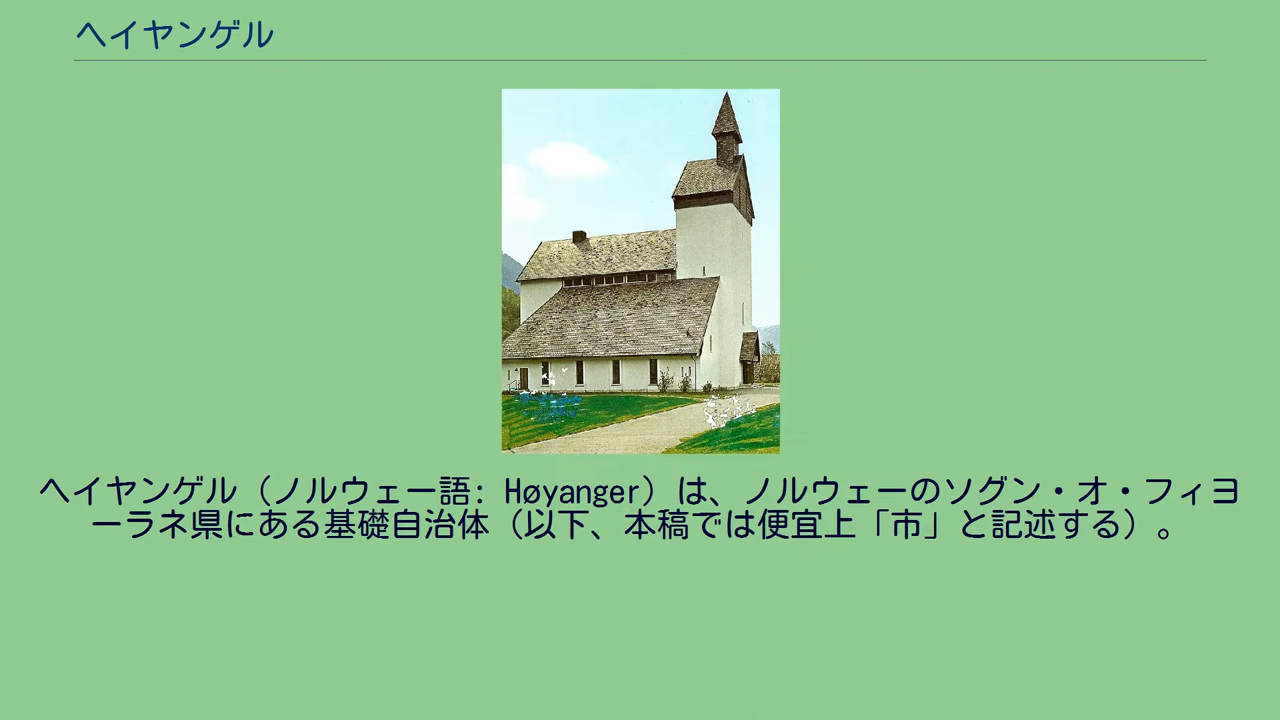 ヘイヤンゲル
ヘイヤンゲル（ノルウェー語: Høyanger）は、ノルウェーのソグン・オ・フィヨ
ーラネ県にある基礎自治体（以下、本稿では便宜上「市」と記述する）。